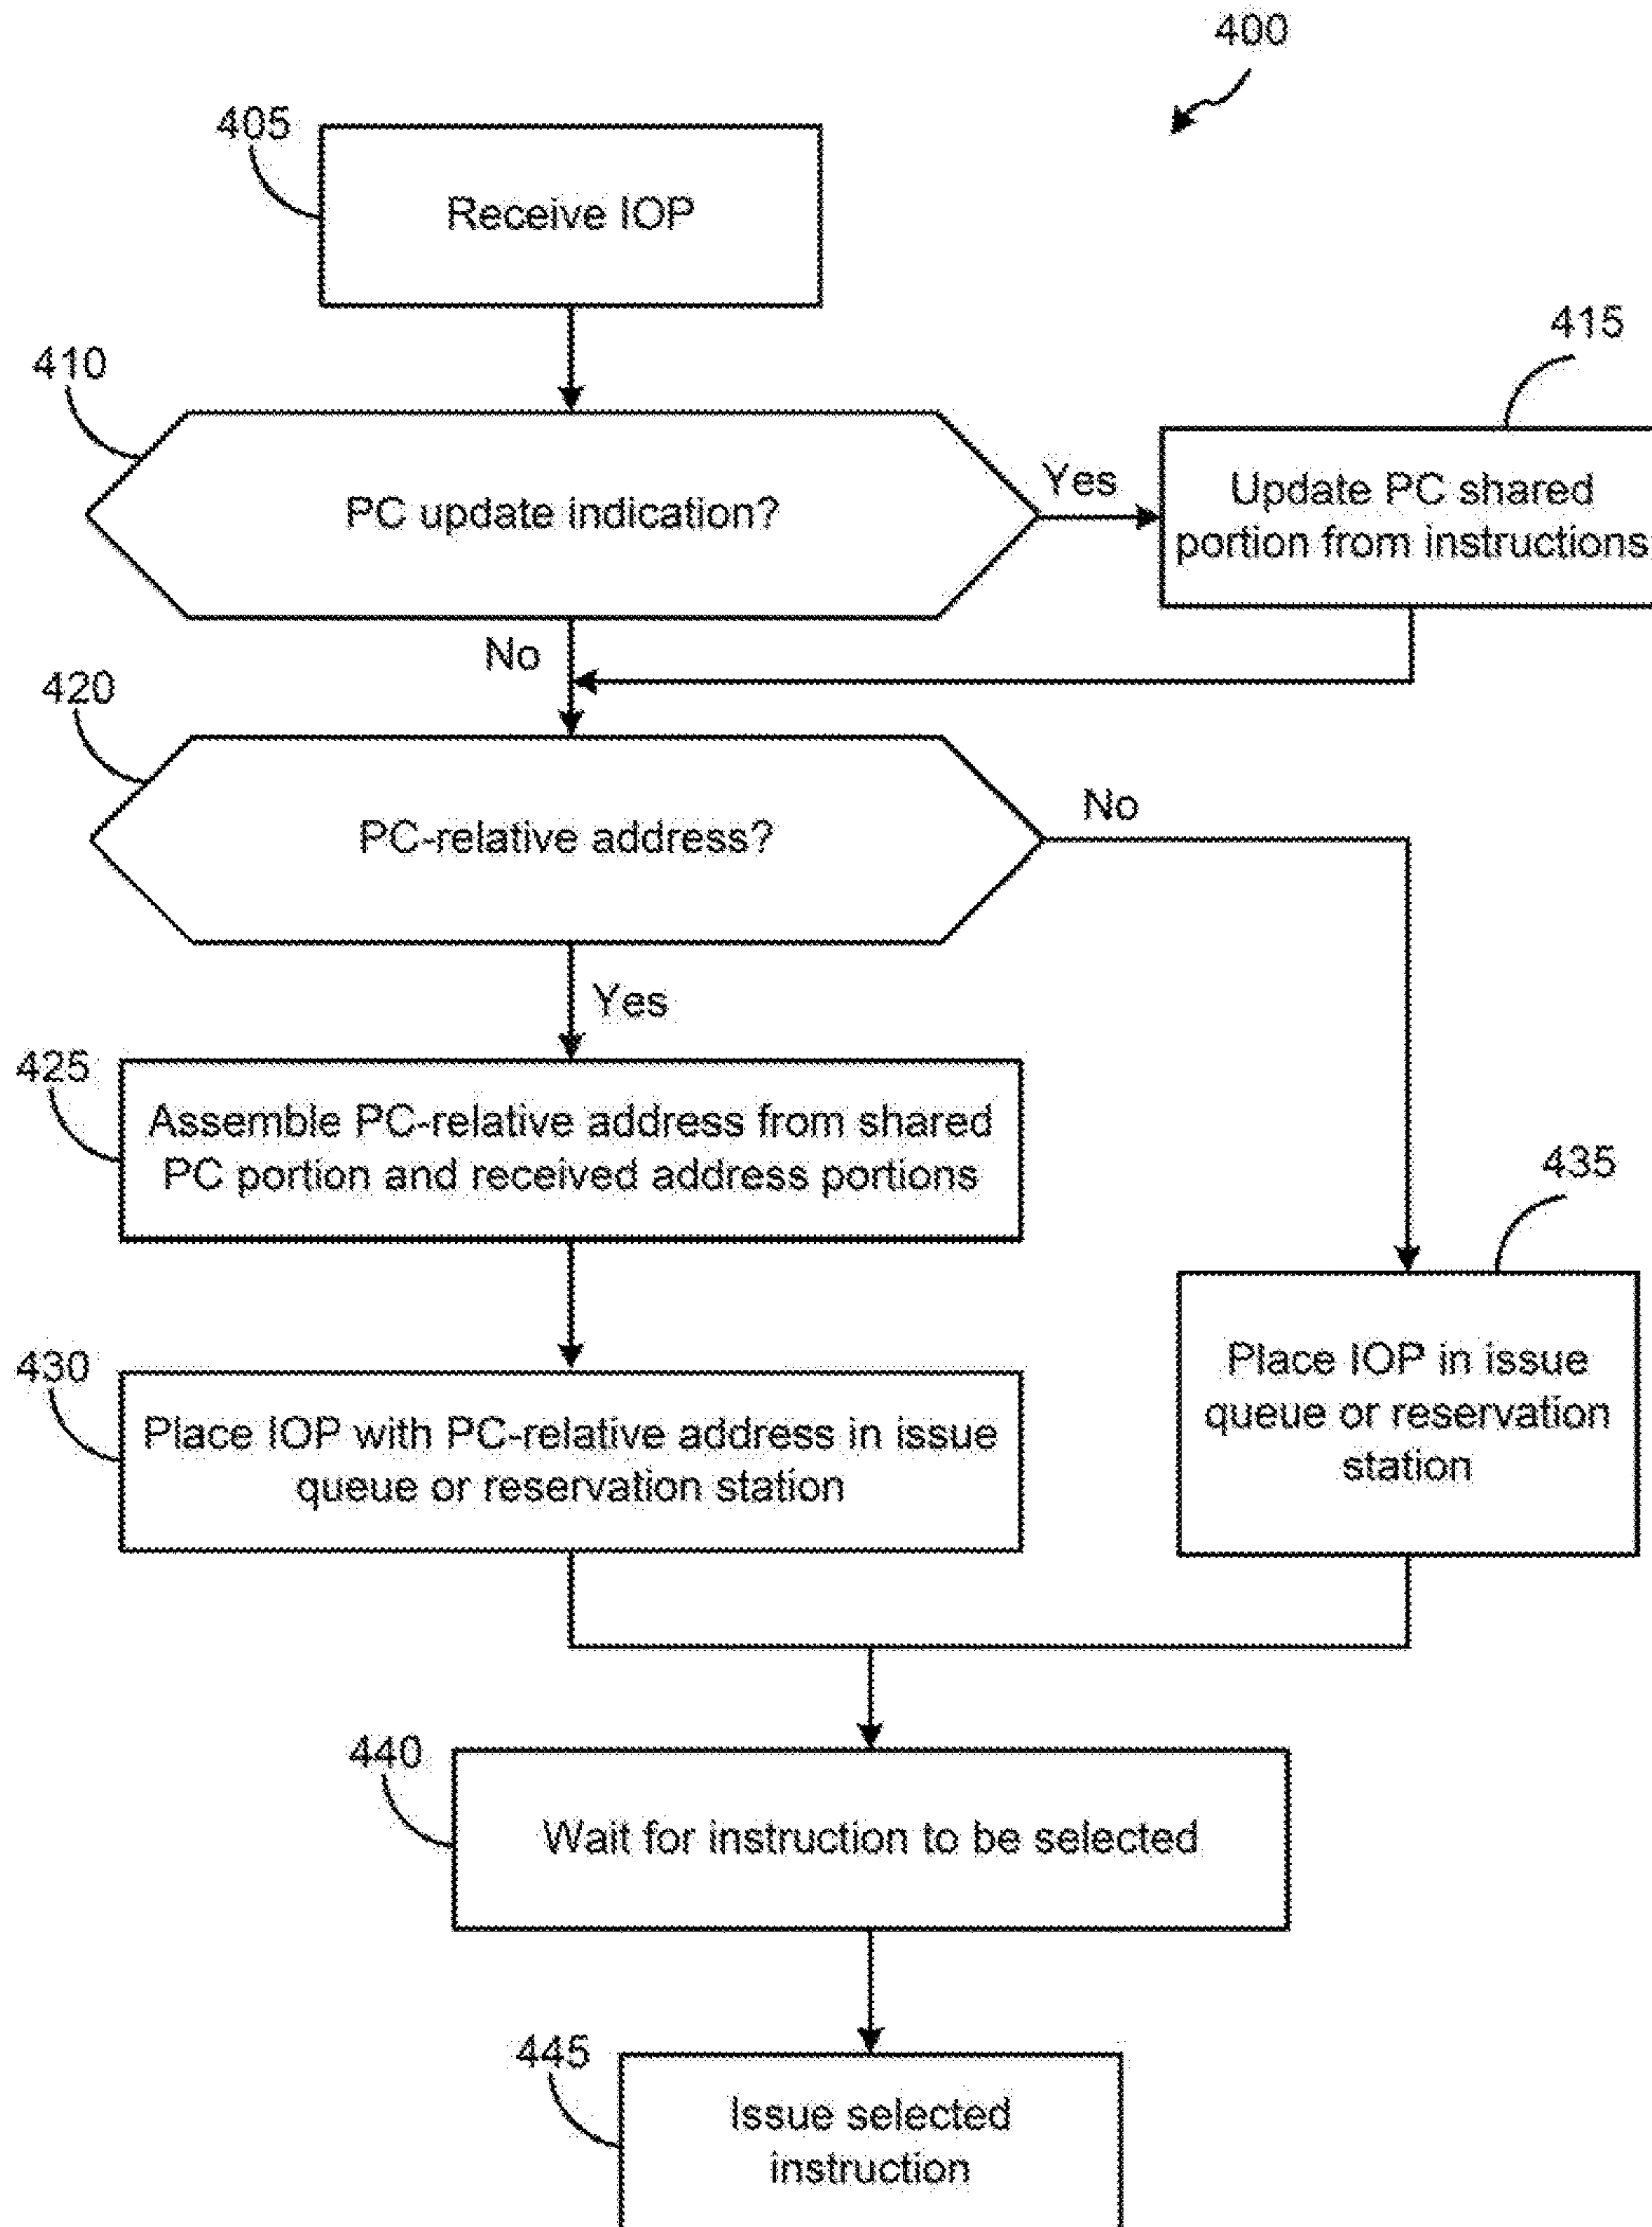 400
405
Receive IOP
410
PC update indication?
Yes
415
Update PC shared
portion from instructions
No
420
PC-relative address?
No
Yes
425
Assemble PC-relative address from shared
PC portion and received address portions
435
430
Place IOP with PC-relative address in issue
queue or reservation station
Place IOP in issue
queue or reservation
station
440
Wait for instruction to be selected
445
Issue selected
instruction